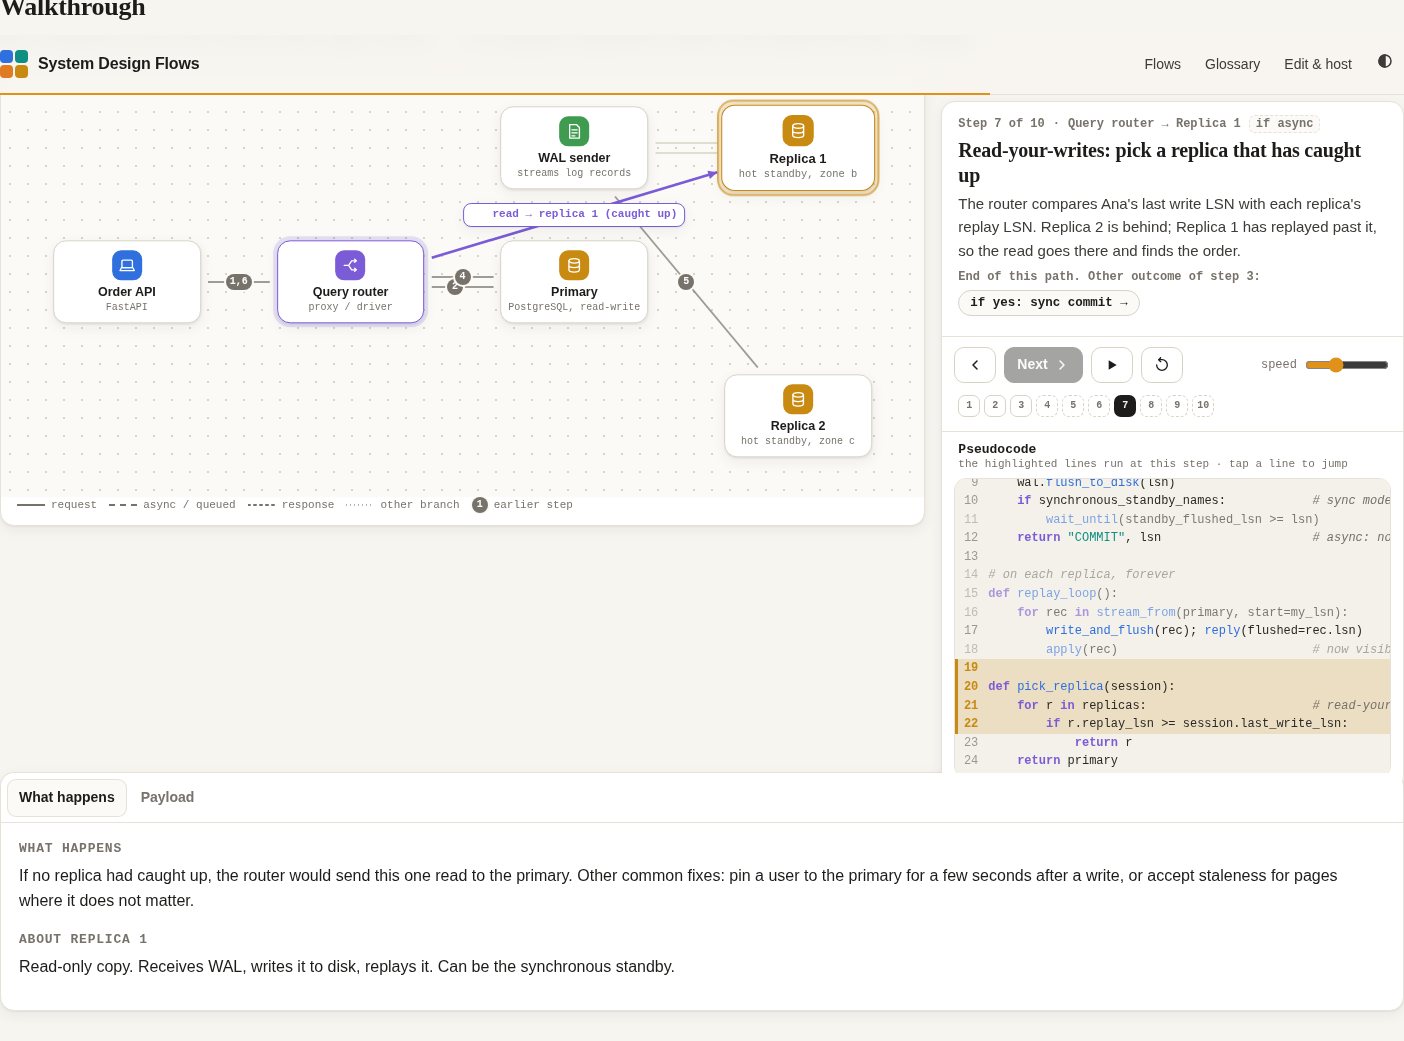 Walkthrough
System Design Flows
Flows
Glossary
Edit & host
WAL sender
streams log records
Replica 1
hot standby, zone b
read → replica 1 (caught up)
Order API
FastAPI
1,6
Query router
proxy / driver
4
2
Primary
PostgreSQL, read-write
5
Replica 2
hot standby, zone c
request
async / queued
response
other branch
1
earlier step
Step 7 of 10 · Query router → Replica 1 if async
Read-your-writes: pick a replica that has caught
up
The router compares Ana's last write LSN with each replica's
replay LSN. Replica 2 is behind; Replica 1 has replayed past it,
so the read goes there and finds the order.
End of this path. Other outcome of step 3:
if yes: sync commit →
Next
speed
1 2 3 4 5 6 7 8 9 10
Pseudocode
the highlighted lines run at this step · tap a line to jump
9 wal.flush_to_disk(lsn)
10 if synchronous_standby_names: # sync mode
11 wait_until(standby_flushed_lsn >= lsn)
12 return "COMMIT", lsn # async: no
13
14 # on each replica, forever
15 def replay_loop():
16 for rec in stream_from(primary, start=my_lsn):
17 write_and_flush(rec); reply(flushed=rec.lsn)
18 apply(rec) # now visib
19
20 def pick_replica(session):
21 for r in replicas: # read-your
22 if r.replay_lsn >= session.last_write_lsn:
23 return r
24 return primary
What happens
Payload
WHAT HAPPENS
If no replica had caught up, the router would send this one read to the primary. Other common fixes: pin a user to the primary for a few seconds after a write, or accept staleness for pages
where it does not matter.
ABOUT REPLICA 1
Read-only copy. Receives WAL, writes it to disk, replays it. Can be the synchronous standby.